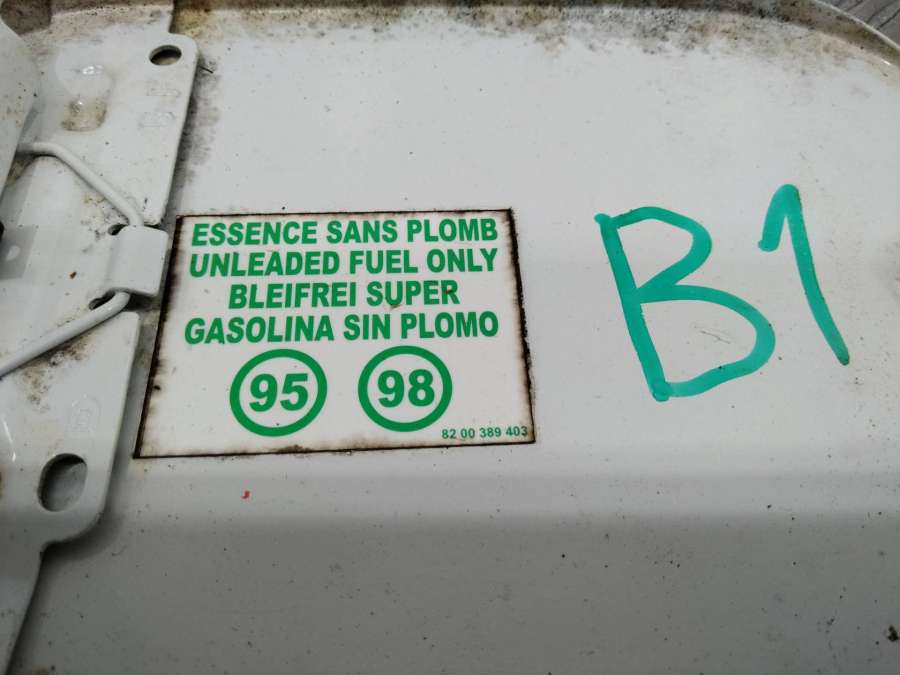 ESSENCE SANS PLOMB
UNLEADED FUEL ONLY
BLEIFREI SUPER
GASOLINA SIN PLOMO
95 98
82 00 389 403
B1